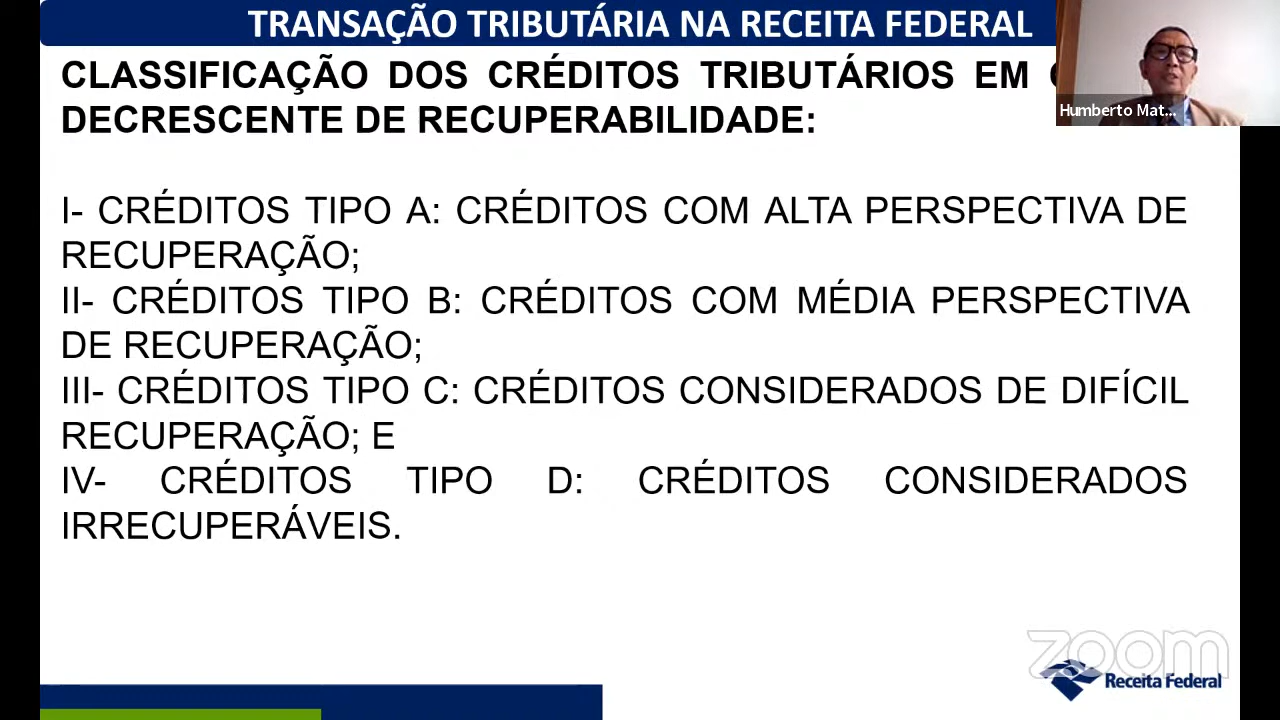 TRANSAÇÃO TRIBUTÁRIA NA RECEITA FEDERAL
CLASSIFICAÇÃO DOS CRÉDITOS TRIBUTÁRIOS EM
DECRESCENTE DE RECUPERABILIDADE:
Humberto Mat...
I- CRÉDITOS TIPO A: CRÉDITOS COM ALTA PERSPECTIVA DE
RECUPERAÇÃO;
II- CRÉDITOS TIPO B: CRÉDITOS COM MÉDIA PERSPECTIVA
DE RECUPERAÇÃO;
III- CRÉDITOS TIPO C: CRÉDITOS CONSIDERADOS DE DIFÍCIL
RECUPERAÇÃO; E
IV- CRÉDITOS TIPO D: CRÉDITOS CONSIDERADOS
IRRECUPERÁVEIS.
zoom
Receita Federal